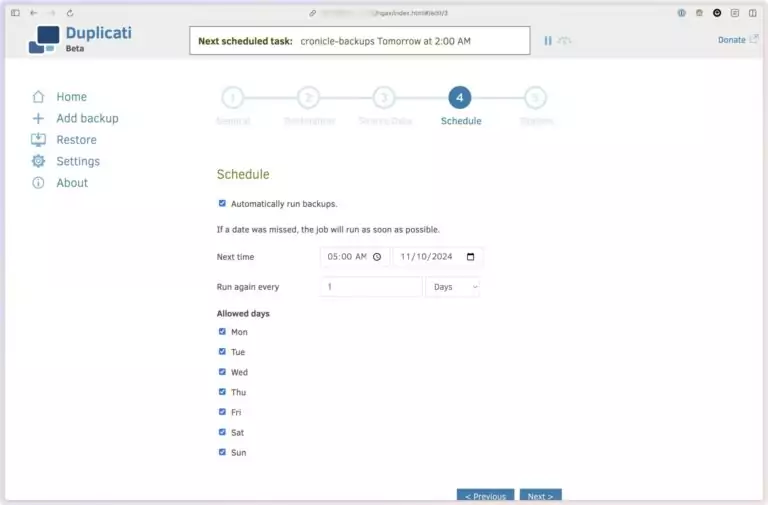 ngax/index.html#/edit/3
Duplicati
Beta
Next scheduled task: cronicle-backups Tomorrow at 2:00 AM
Donate
Home
Add backup
Restore
Settings
About
1 2 3 4 5
General Destination Source Data Schedule Options
Schedule
Automatically run backups.
If a date was missed, the job will run as soon as possible.
Next time 05:00 AM 11/10/2024
Run again every 1 Days
Allowed days
Mon
Tue
Wed
Thu
Fri
Sat
Sun
< Previous Next >